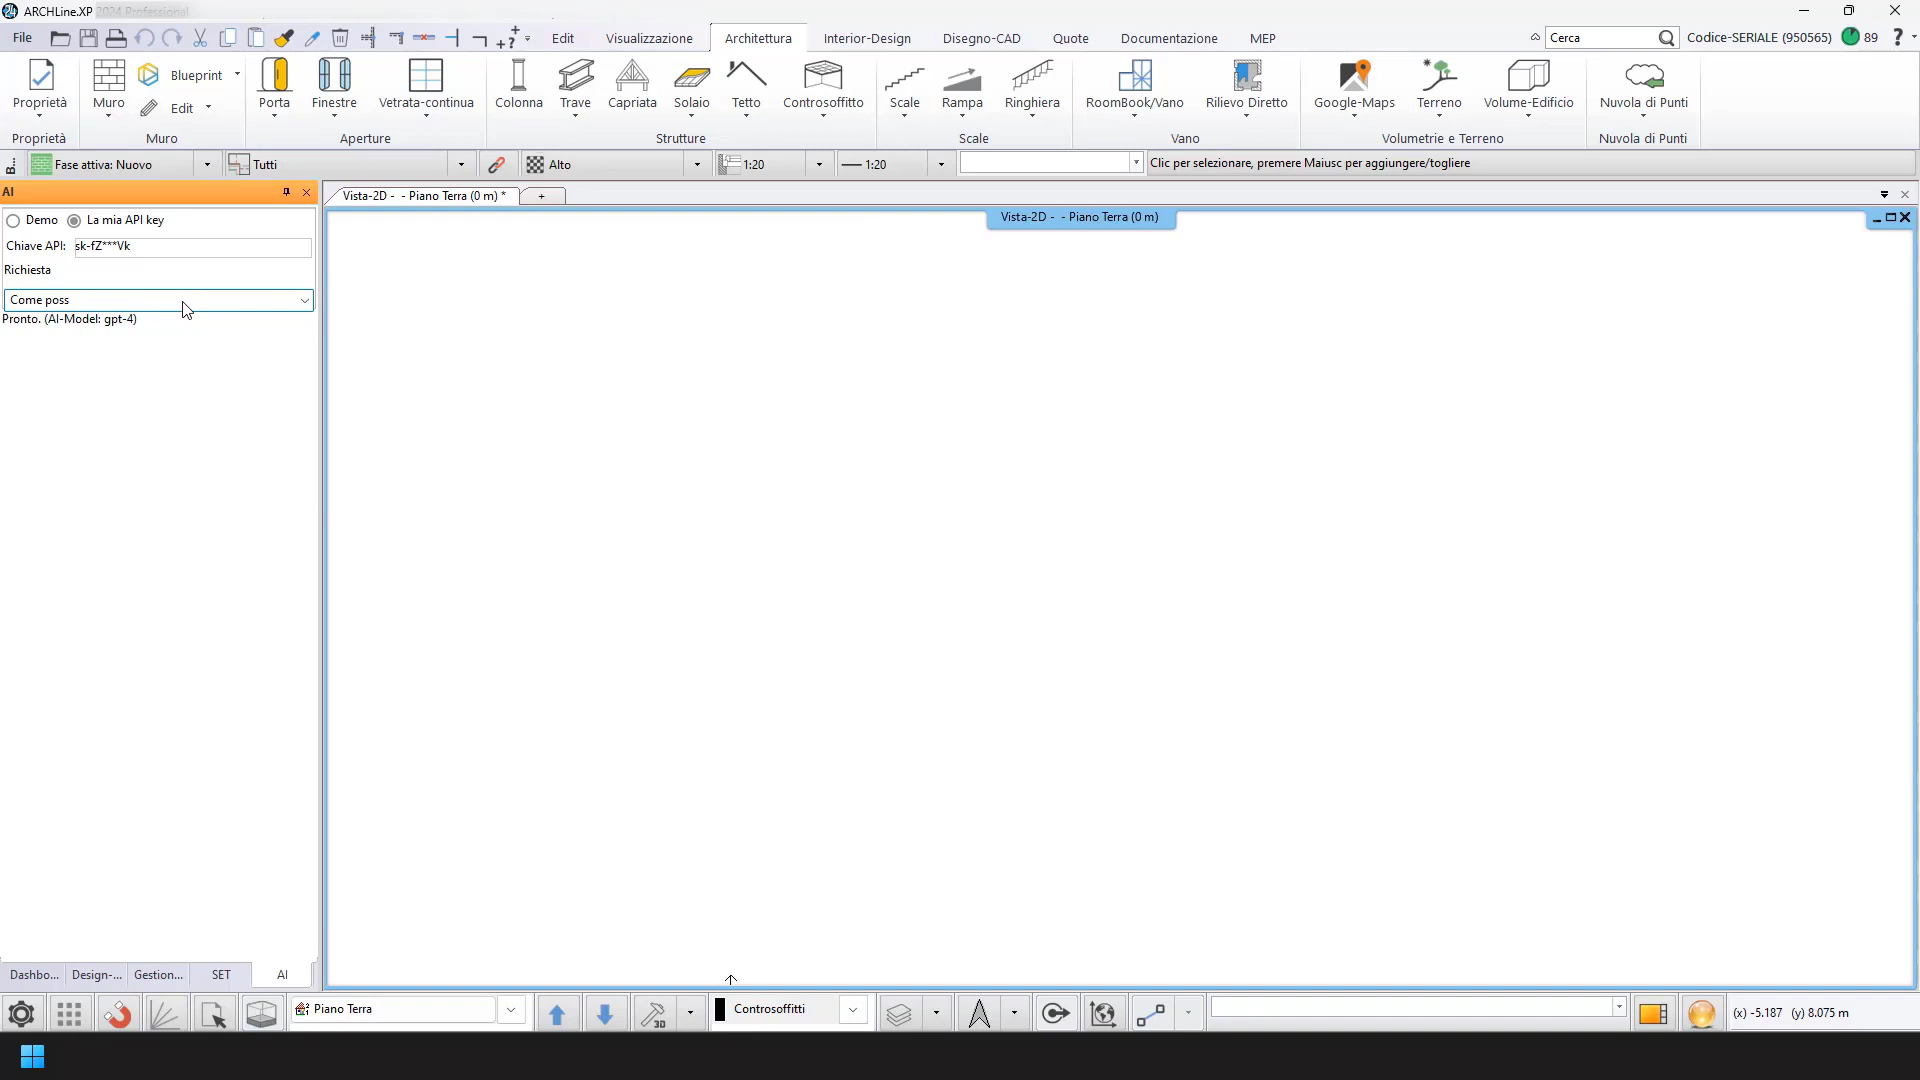 ARCHLine.XP 2024 Professional
File Edit Visualizzazione Architettura Interior-Design Disegno-CAD Quote Documentazione MEP Cerca Codice-SERIALE (950565) 89 ?
Proprietà Muro Blueprint Edit Porta Finestre Vetrata-continua Colonna Trave Capriata Solaio Tetto Controsoffitto Scale Rampa Ringhiera RoomBook/Vano Rilievo Diretto Google-Maps Terreno Volume-Edificio Nuvola di Punti
Proprietà Muro Aperture Strutture Scale Vano Volumetrie e Terreno Nuvola di Punti
B... Fase attiva: Nuovo Tutti Alto 1:20 1:20 Clic per selezionare, premere Maiusc per aggiungere/togliere
AI
Vista-2D - - Piano Terra (0 m) * +
Vista-2D - - Piano Terra (0 m)
Demo La mia API key
Chiave API: sk-fZ***Vk
Richiesta
Come poss
Pronto. (AI-Model: gpt-4)
Dashbo... Design-... Gestion... SET AI
3D
Piano Terra Controsoffitti (x) -5.187 (y) 8.075 m